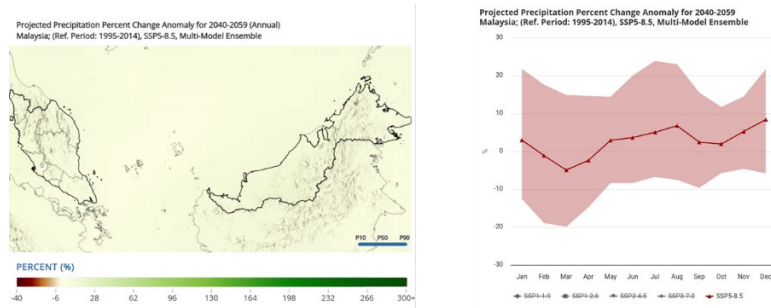 Projected Precipitation Percent Change Anomaly for 2040-2059 (Annual)
Malaysia; (Ref. Period: 1995-2014), SSP5-8.5, Multi-Model Ensemble
P10 P50 P90
PERCENT (%)
-40 -6 28 62 96 130 164 198 232 266 300+
Projected Precipitation Percent Change Anomaly for 2040-2059
Malaysia; (Ref. Period: 1995-2014), SSP5-8.5, Multi-Model Ensemble
30
20
10
0
%
-10
-20
-30
Jan Feb Mar Apr May Jun Jul Aug Sep Oct Nov Dec
SSP1-1.9 SSP1-2.6 SSP2-4.5 SSP3-7.0 SSP5-8.5